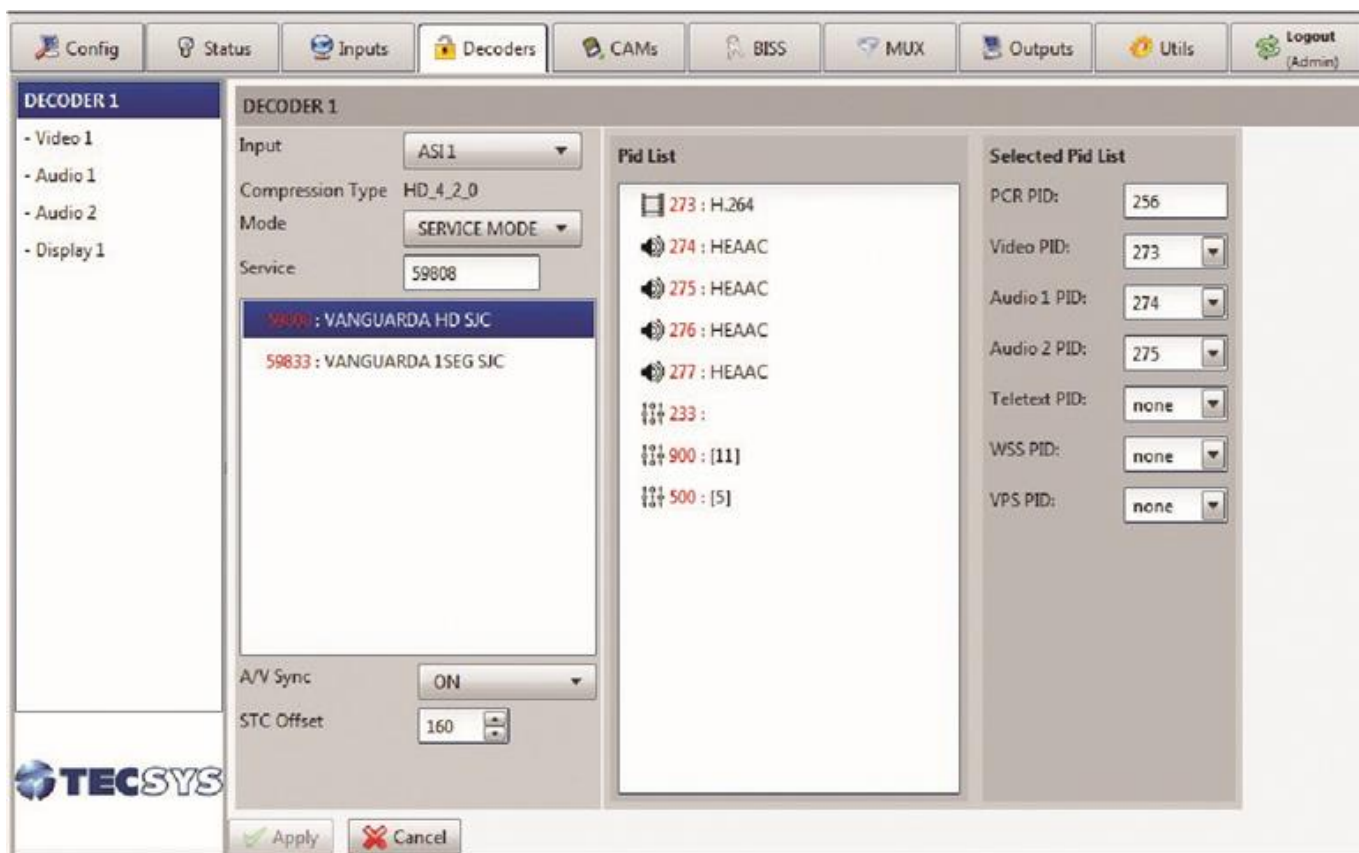 Config
Status
Inputs
Decoders
CAMs
BISS
MUX
Outputs
Utils
Logout
(Admin)
DECODER 1
- Video 1
- Audio 1
- Audio 2
- Display 1
TECSYS
DECODER 1
Input
ASI 1
Compression Type HD_4_2_0
Mode
SERVICE MODE
Service
59808
: VANGUARDA HD SJC
59833 : VANGUARDA 1SEG SJC
A/V Sync
ON
STC Offset
160
Pid List
273 : H.264
274 : HEAAC
275 : HEAAC
276 : HEAAC
277 : HEAAC
233 :
900 : [11]
500 : [5]
Selected Pid List
PCR PID: 256
Video PID: 273
Audio 1 PID: 274
Audio 2 PID: 275
Teletext PID: none
WSS PID: none
VPS PID: none
Apply
Cancel